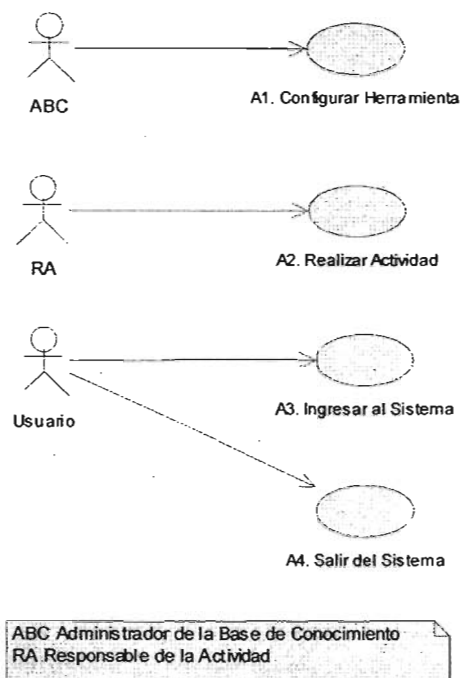 ABC
A1. Configurar Herramienta
RA
A2. Realizar Actividad
Usuario
A3. Ingresar al Sistema
A4. Salir del Sistema
ABC Administrador de la Base de Conocimiento
RA Responsable de la Actividad